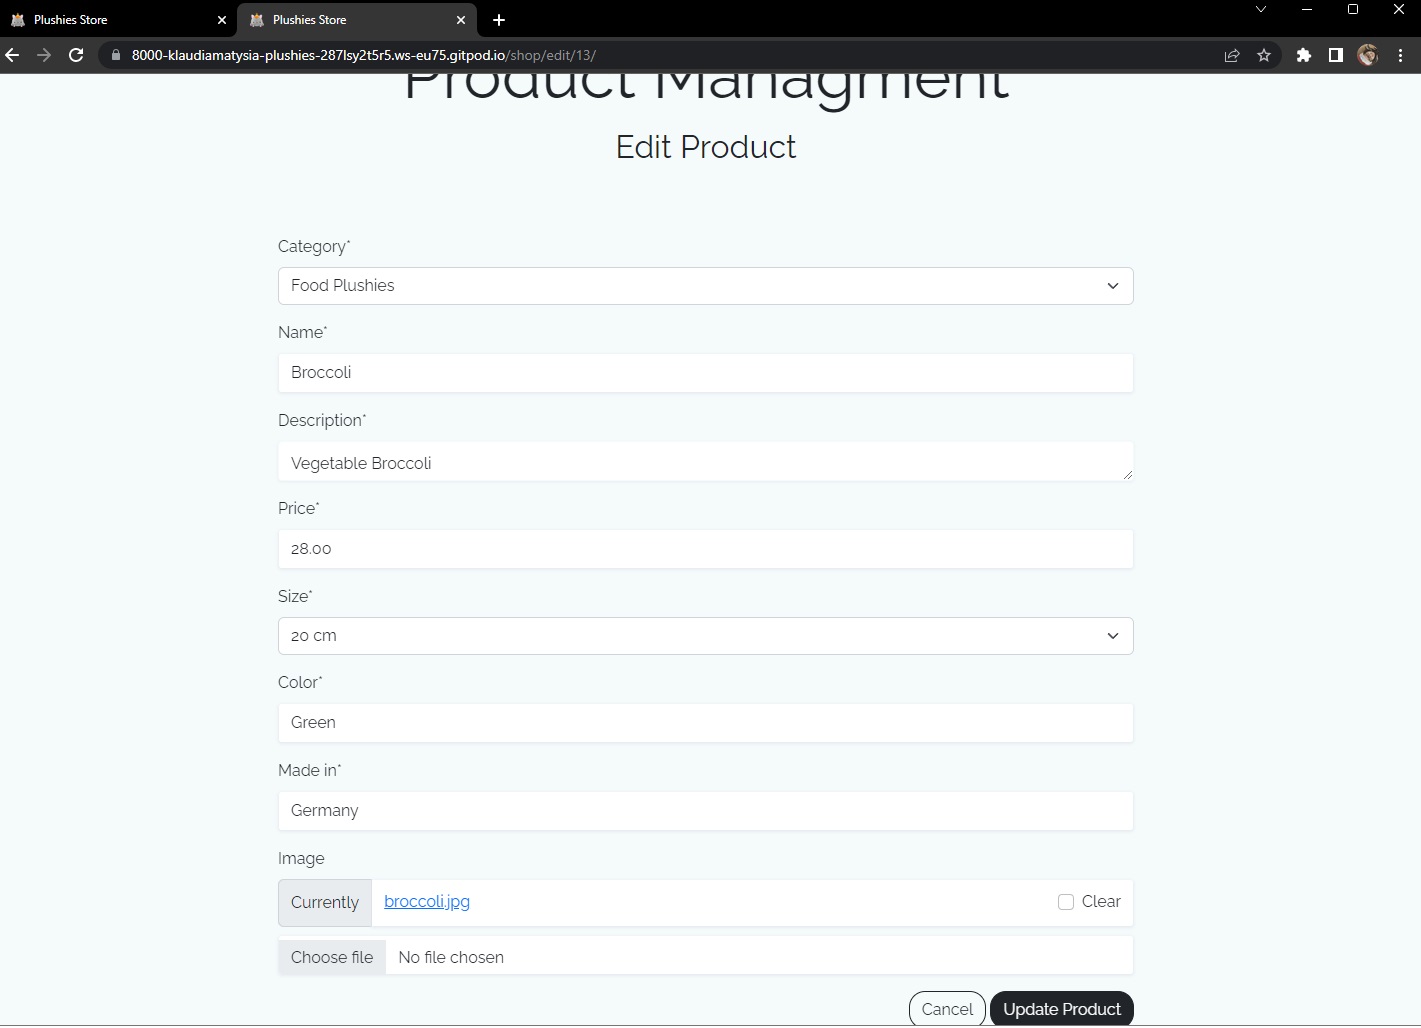 Plushies Store
Plushies Store
8000-klaudiamatysia-plushies-287lsy2t5r5.ws-eu75.gitpod.io/shop/edit/13/
Product Managment
Edit Product
Category*
Food Plushies
Name*
Broccoli
Description*
Vegetable Broccoli
Price*
28.00
Size*
20 cm
Color*
Green
Made in*
Germany
Image
Currently broccoli.jpg Clear
Choose file No file chosen
Cancel Update Product